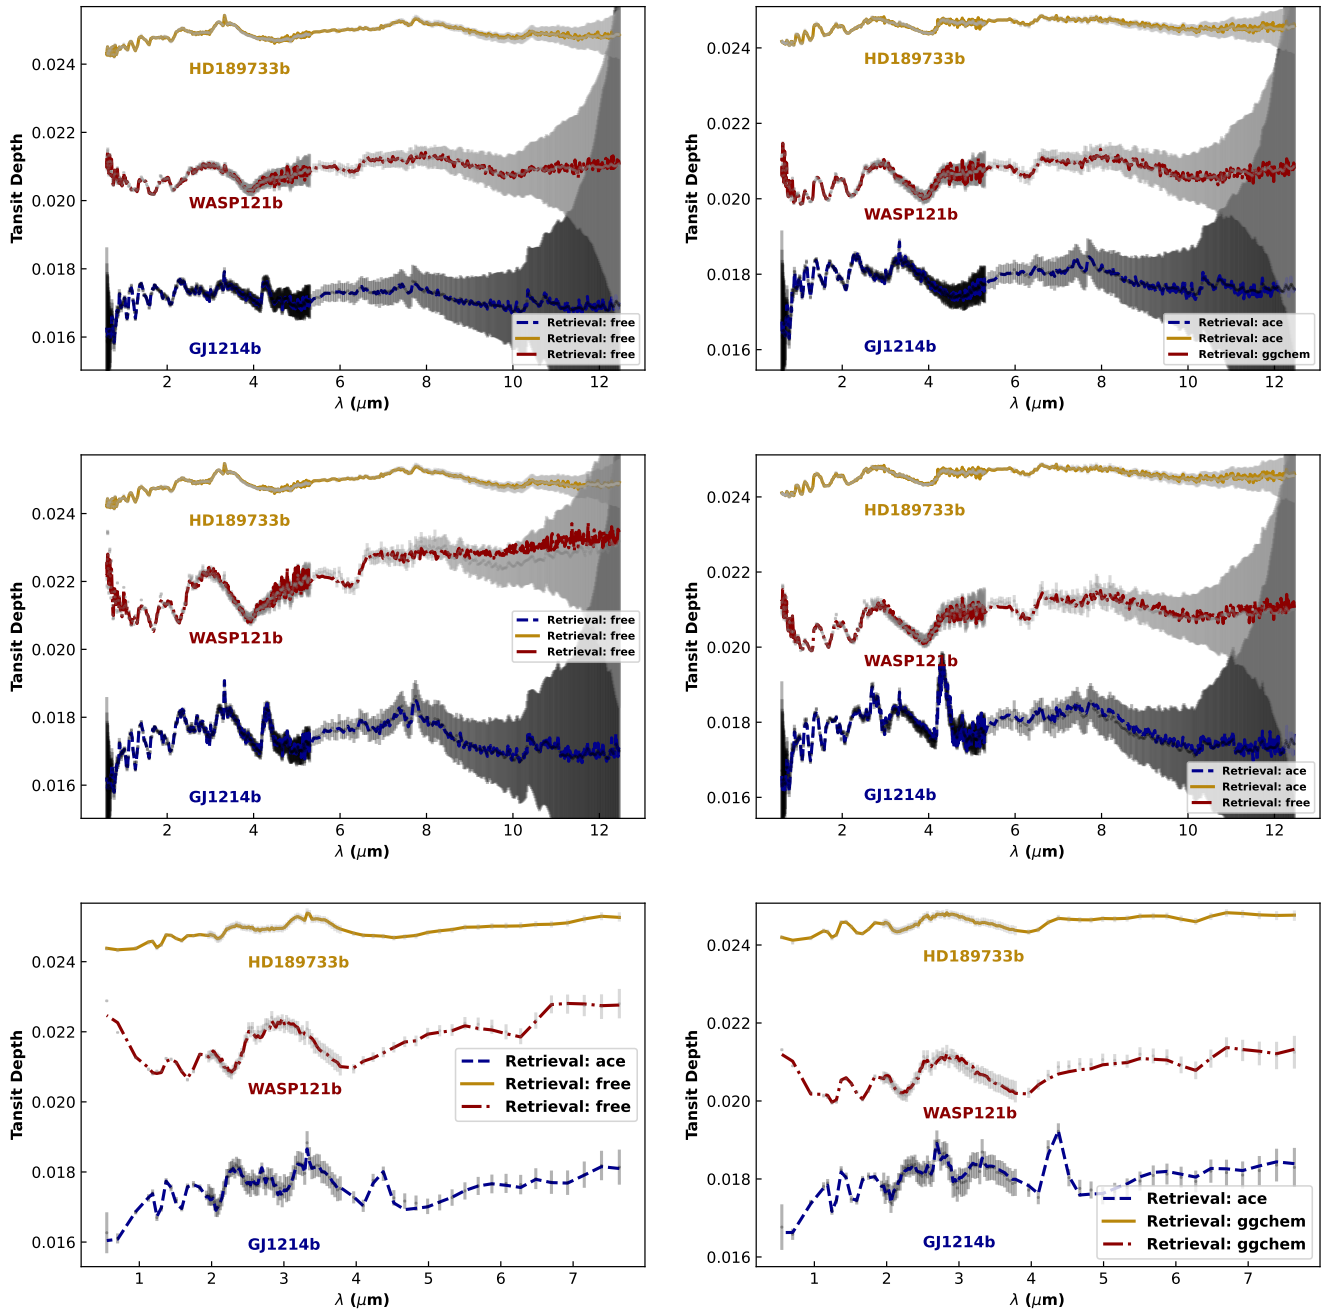 0.024
0.022
0.020
0.018
0.016
Tansit Depth
HD189733b
WASP121b
GJ1214b
Retrieval: free
Retrieval: free
Retrieval: free
2 4 6 8 10 12
λ (μm)
0.024
0.022
0.020
0.018
0.016
Tansit Depth
HD189733b
WASP121b
GJ1214b
Retrieval: ace
Retrieval: ace
Retrieval: ggchem
2 4 6 8 10 12
λ (μm)
0.024
0.022
0.020
0.018
0.016
Tansit Depth
HD189733b
WASP121b
GJ1214b
Retrieval: free
Retrieval: free
Retrieval: free
2 4 6 8 10 12
λ (μm)
0.024
0.022
0.020
0.018
0.016
Tansit Depth
HD189733b
WASP121b
GJ1214b
Retrieval: ace
Retrieval: ace
Retrieval: free
2 4 6 8 10 12
λ (μm)
0.024
0.022
0.020
0.018
0.016
Tansit Depth
HD189733b
WASP121b
GJ1214b
Retrieval: ace
Retrieval: free
Retrieval: free
1 2 3 4 5 6 7
λ (μm)
0.024
0.022
0.020
0.018
0.016
Tansit Depth
HD189733b
WASP121b
GJ1214b
Retrieval: ace
Retrieval: ggchem
Retrieval: ggchem
1 2 3 4 5 6 7
λ (μm)